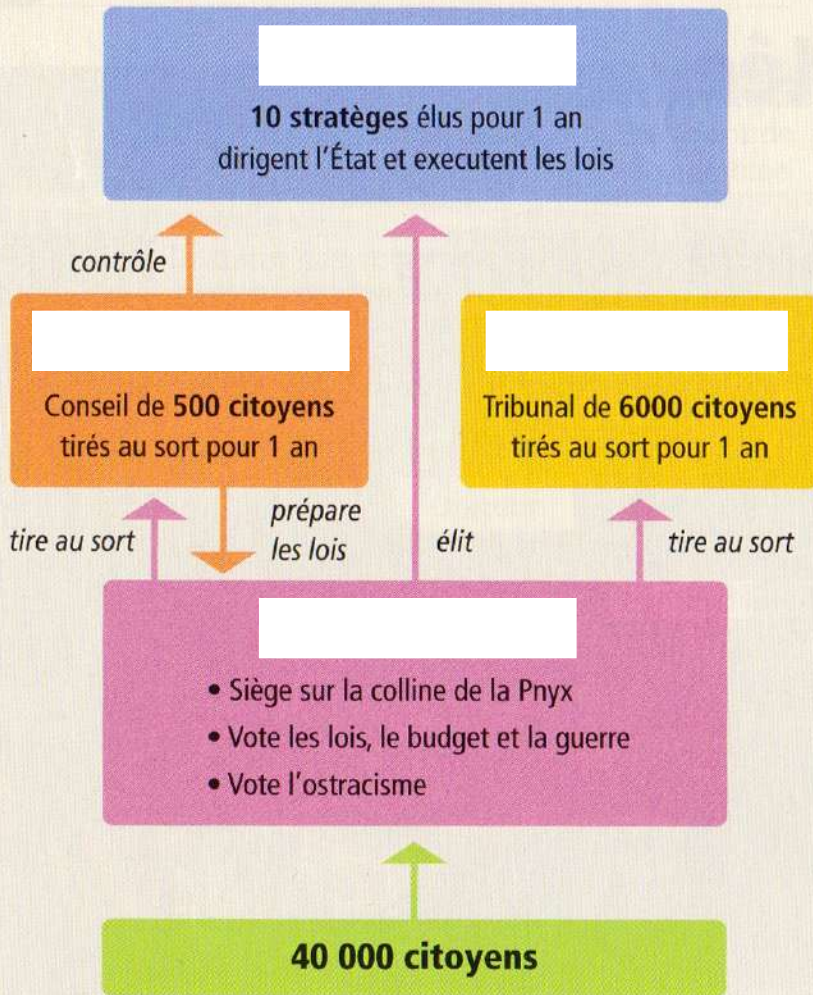 10 stratèges élus pour 1 an
dirigent l'État et executent les lois
contrôle
Conseil de 500 citoyens
tirés au sort pour 1 an
Tribunal de 6000 citoyens
tirés au sort pour 1 an
tire au sort
prépare
les lois
élit
tire au sort
• Siège sur la colline de la Pnyx
• Vote les lois, le budget et la guerre
• Vote l'ostracisme
40 000 citoyens